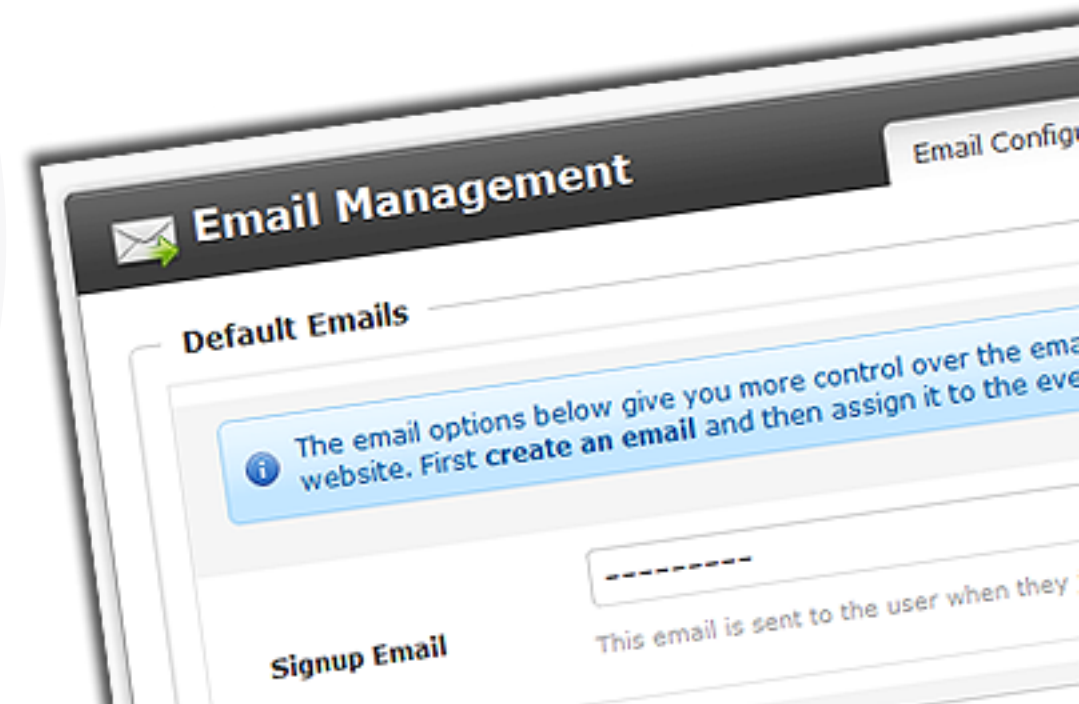 Email Management
Email Configu
Default Emails
The email options below give you more control over the ema
website. First create an email and then assign it to the eve
---------
This email is sent to the user when they
Signup Email